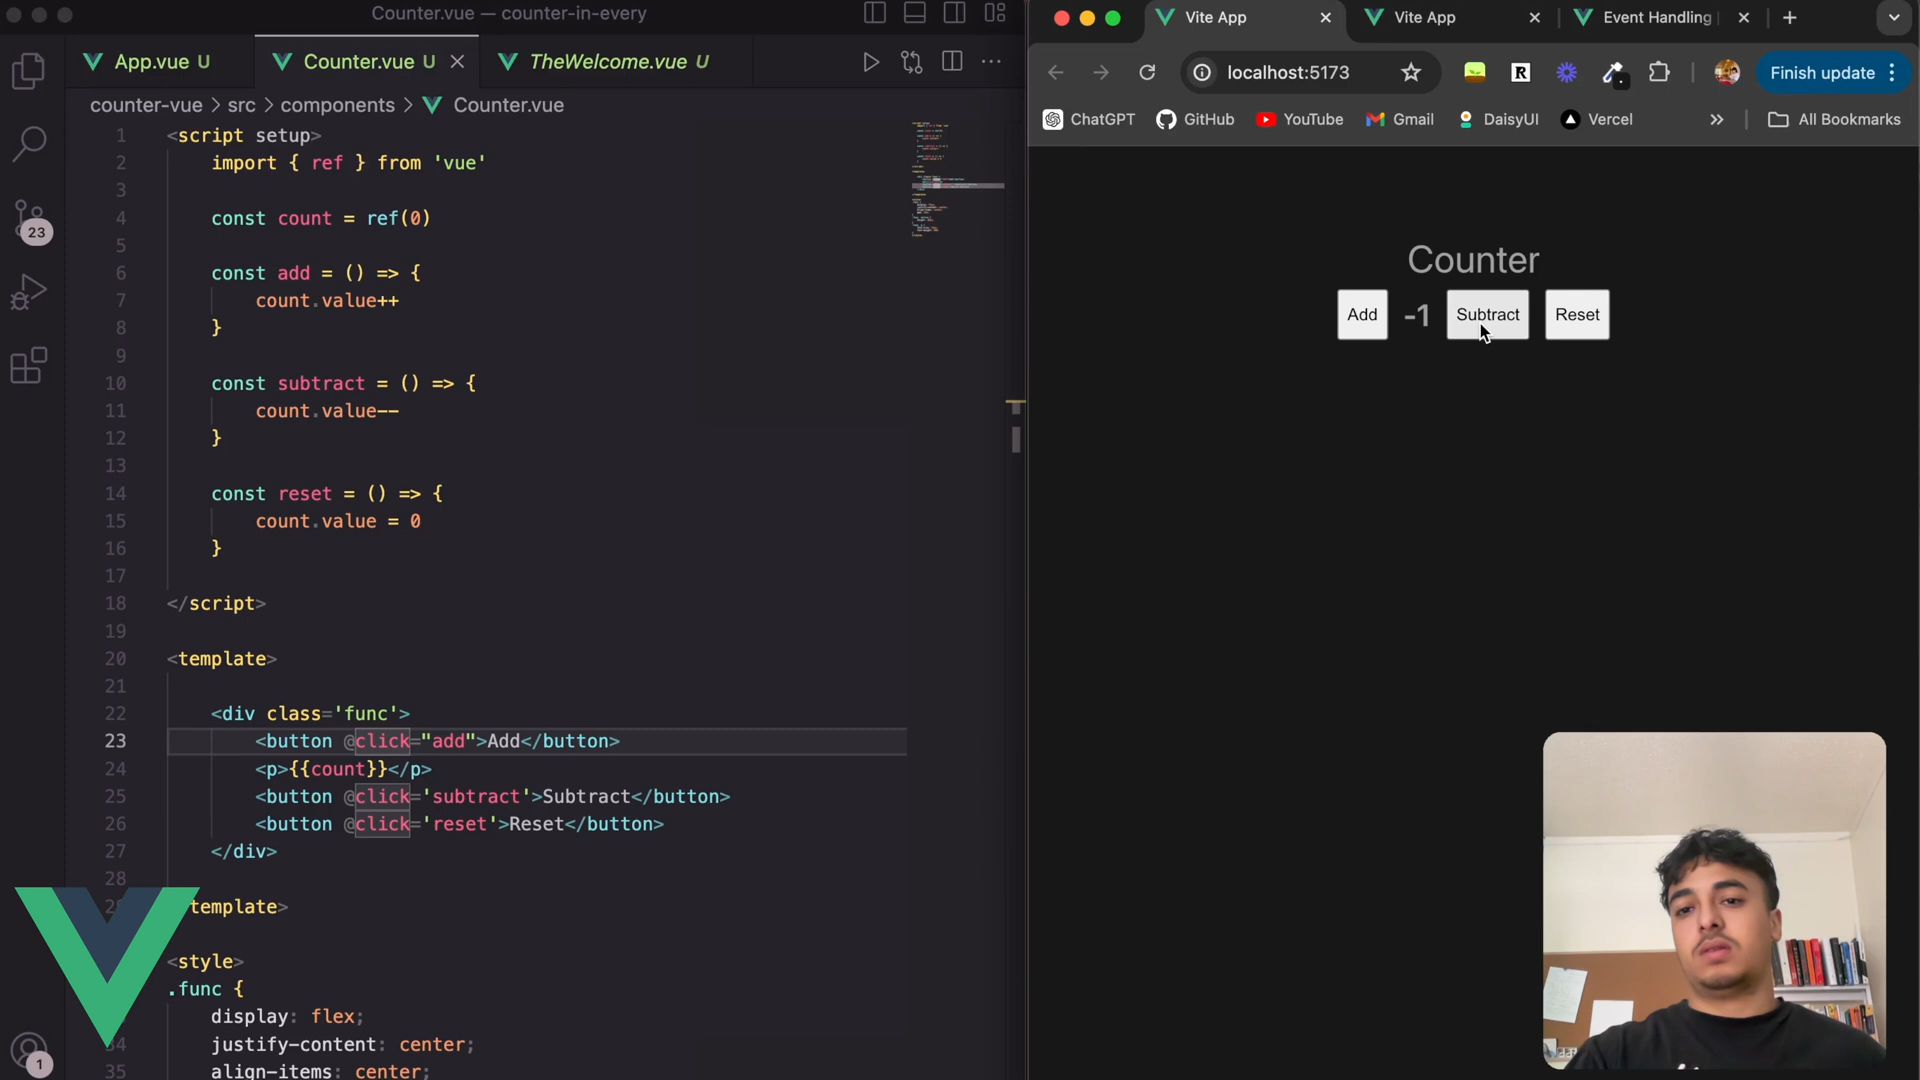 Counter.vue — counter-in-every
App.vue U
Counter.vue U
TheWelcome.vue U
counter-vue > src > components > Counter.vue
1 <script setup>
2 import { ref } from 'vue'
3
4 const count = ref(0)
5
6 const add = () => {
7 count.value++
8 }
9
10 const subtract = () => {
11 count.value--
12 }
13
14 const reset = () => {
15 count.value = 0
16 }
17
18 </script>
19
20 <template>
21
22 <div class='func'>
23 <button @click="add">Add</button>
24 <p>{{count}}</p>
25 <button @click='subtract'>Subtract</button>
26 <button @click='reset'>Reset</button>
27 </div>
28
template>
<style>
.func {
display: flex;
34 justify-content: center;
35 align-items: center;
23
1
Vite App
Vite App
Event Handling
localhost:5173
Finish update
ChatGPT
GitHub
YouTube
Gmail
DaisyUI
Vercel
»
All Bookmarks
Counter
Add
-1
Subtract
Reset